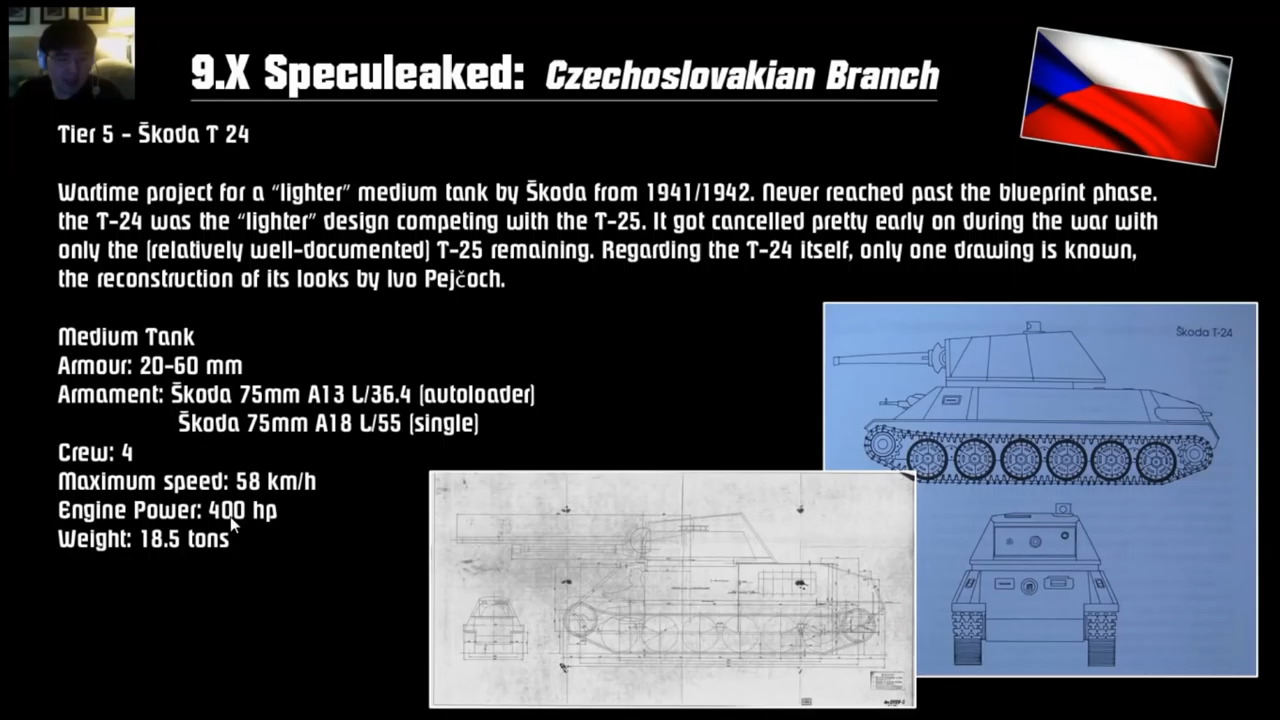 9.X Speculeaked: Czechoslovakian Branch
Tier 5 - Škoda T 24
Wartime project for a “lighter” medium tank by Škoda from 1941/1942. Never reached past the blueprint phase.
the T-24 was the “lighter” design competing with the T-25. It got cancelled pretty early on during the war with
only the (relatively well-documented) T-25 remaining. Regarding the T-24 itself, only one drawing is known,
the reconstruction of its looks by Ivo Pejčoch.
Medium Tank
Armour: 20-60 mm
Armament: Škoda 75mm A13 L/36.4 (autoloader)
Škoda 75mm A18 L/55 (single)
Crew: 4
Maximum speed: 58 km/h
Engine Power: 400 hp
Weight: 18.5 tons
Škoda T-24